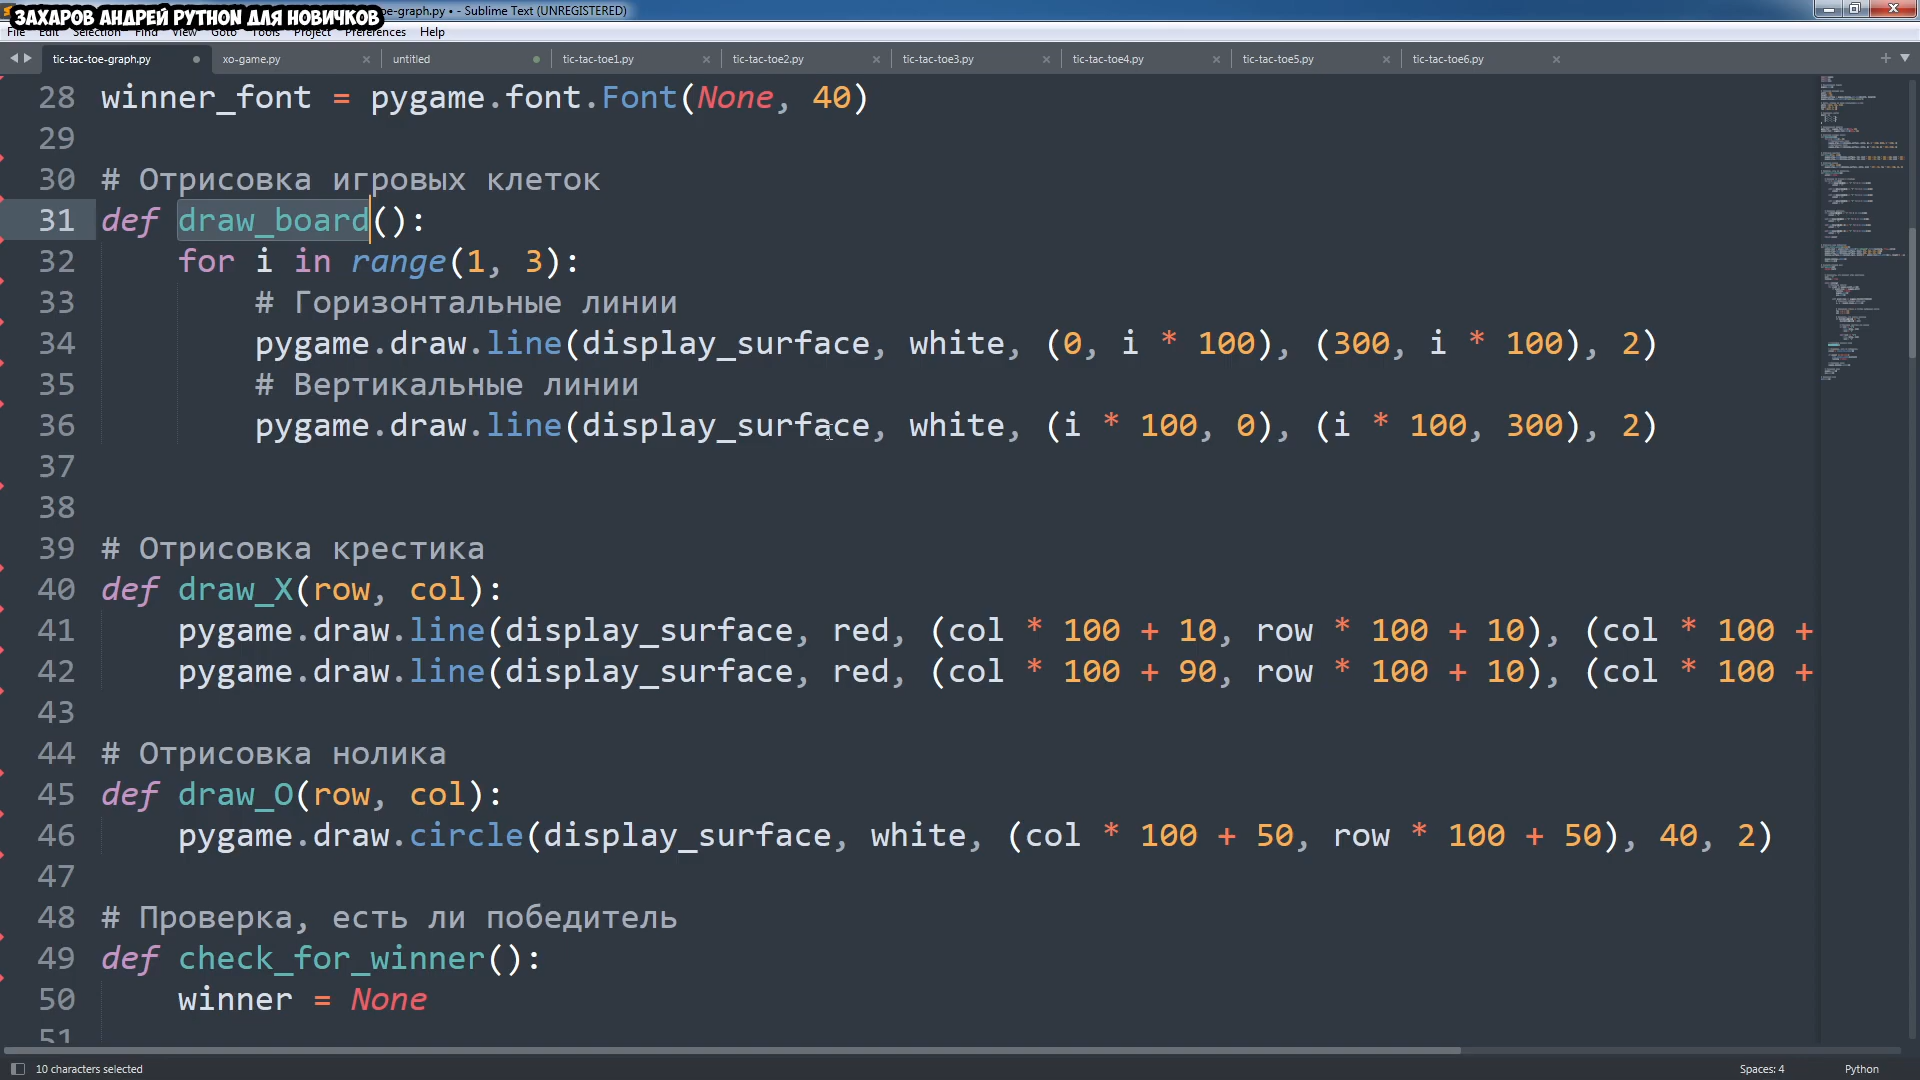 ЗАХАРОВ АНДРЕЙ PYTHON ДЛЯ НОВИЧКОВ
oe-graph.py • - Sublime Text (UNREGISTERED)
File Edit Selection Find View Goto Tools Project Preferences Help
tic-tac-toe-graph.py xo-game.py untitled tic-tac-toe1.py tic-tac-toe2.py tic-tac-toe3.py tic-tac-toe4.py tic-tac-toe5.py tic-tac-toe6.py
28 winner_font = pygame.font.Font(None, 40)
29
30 # Отрисовка игровых клеток
31 def draw_board():
32 for i in range(1, 3):
33 # Горизонтальные линии
34 pygame.draw.line(display_surface, white, (0, i * 100), (300, i * 100), 2)
35 # Вертикальные линии
36 pygame.draw.line(display_surface, white, (i * 100, 0), (i * 100, 300), 2)
37
38
39 # Отрисовка крестика
40 def draw_X(row, col):
41 pygame.draw.line(display_surface, red, (col * 100 + 10, row * 100 + 10), (col * 100 +
42 pygame.draw.line(display_surface, red, (col * 100 + 90, row * 100 + 10), (col * 100 +
43
44 # Отрисовка нолика
45 def draw_O(row, col):
46 pygame.draw.circle(display_surface, white, (col * 100 + 50, row * 100 + 50), 40, 2)
47
48 # Проверка, есть ли победитель
49 def check_for_winner():
50 winner = None
51
10 characters selected Spaces: 4 Python